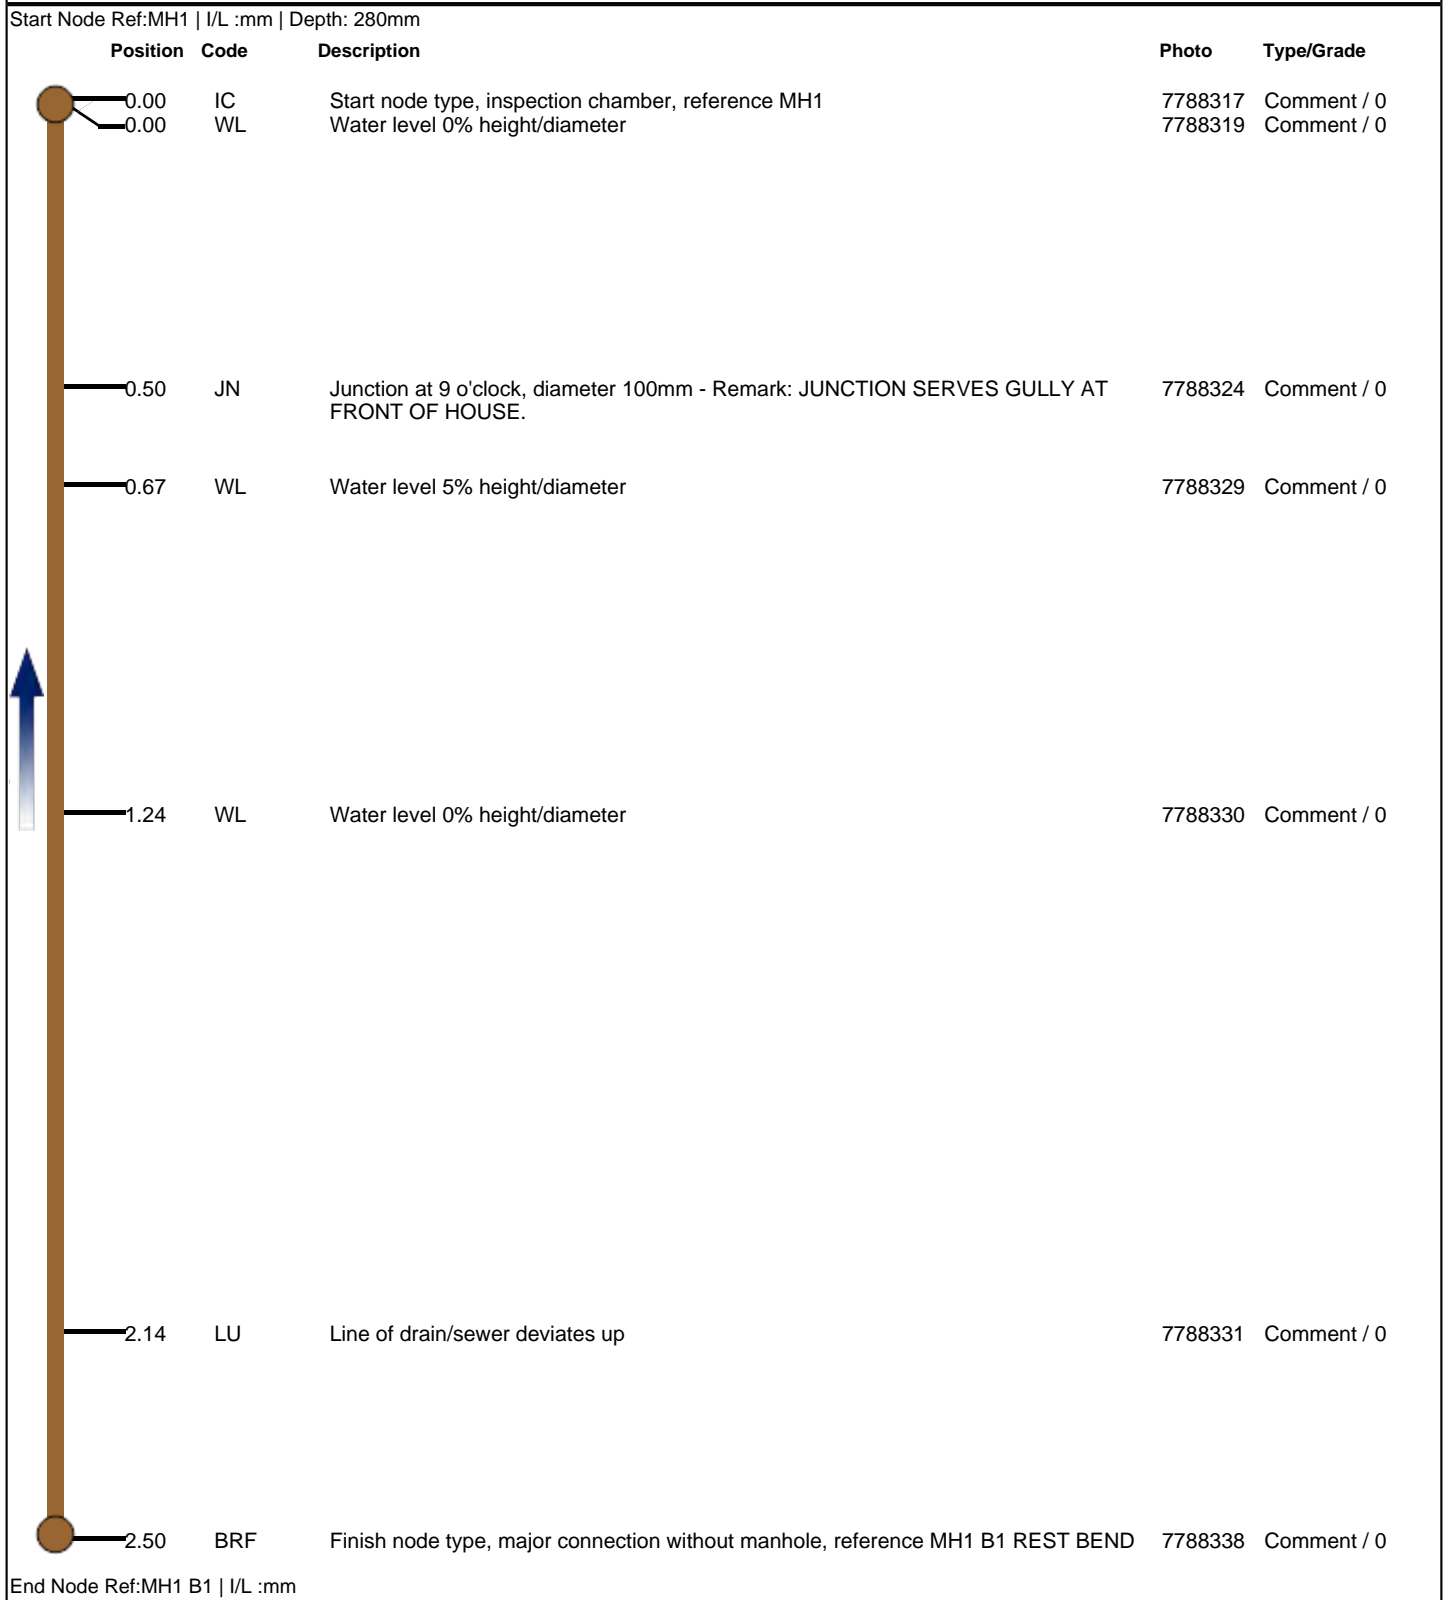 Start Node Ref:MH1 | I/L :mm | Depth: 280mm
Position Code Description Photo Type/Grade
0.00 IC Start node type, inspection chamber, reference MH1 7788317 Comment / 0
0.00 WL Water level 0% height/diameter 7788319 Comment / 0
0.50 JN Junction at 9 o'clock, diameter 100mm - Remark: JUNCTION SERVES GULLY AT 7788324 Comment / 0
FRONT OF HOUSE.
0.67 WL Water level 5% height/diameter 7788329 Comment / 0
1.24 WL Water level 0% height/diameter 7788330 Comment / 0
2.14 LU Line of drain/sewer deviates up 7788331 Comment / 0
2.50 BRF Finish node type, major connection without manhole, reference MH1 B1 REST BEND 7788338 Comment / 0
End Node Ref:MH1 B1 | I/L :mm